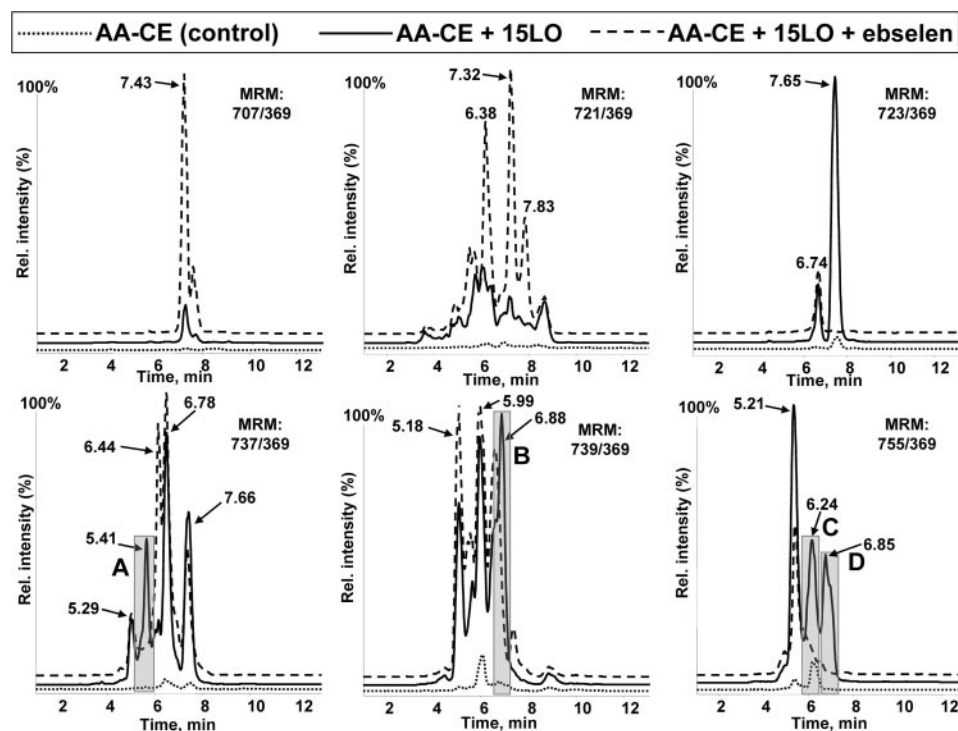 AA-CE (control) AA-CE + 15LO AA-CE + 15LO + ebselen
100%
7.43
MRM:
707/369
Rel. intensity (%)
2 4 6 8 10 12
Time, min
100%
7.32
6.38
7.83
MRM:
721/369
Rel. intensity (%)
2 4 6 8 10 12
Time, min
100%
7.65
6.74
MRM:
723/369
Rel. intensity (%)
2 4 6 8 10 12
Time, min
100%
6.78
6.44
7.66
5.41
A
5.29
MRM:
737/369
Rel. intensity (%)
2 4 6 8 10 12
Time, min
100%
5.99
5.18
6.88
B
MRM:
739/369
Rel. intensity (%)
2 4 6 8 10 12
Time, min
100%
5.21
6.24
C
6.85
D
MRM:
755/369
Rel. intensity (%)
2 4 6 8 10 12
Time, min